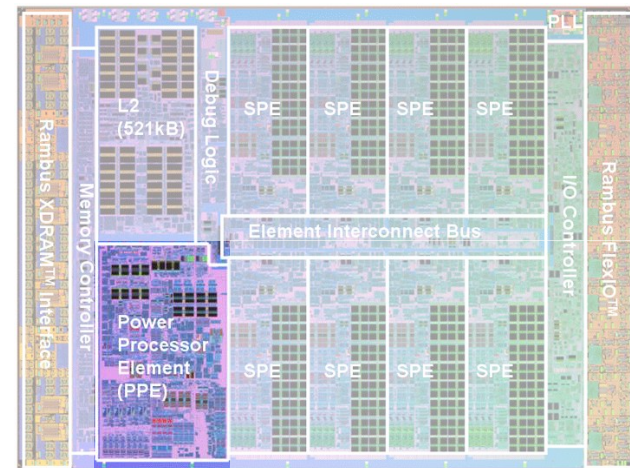 PLL
L2
(521kB)
Debug Logic
SPE
SPE
SPE
SPE
Rambus XDRAM™ Interface
Memory Controller
Element Interconnect Bus
I/O Controller
Rambus FlexIO™
Power
Processor
Element
(PPE)
SPE
SPE
SPE
SPE